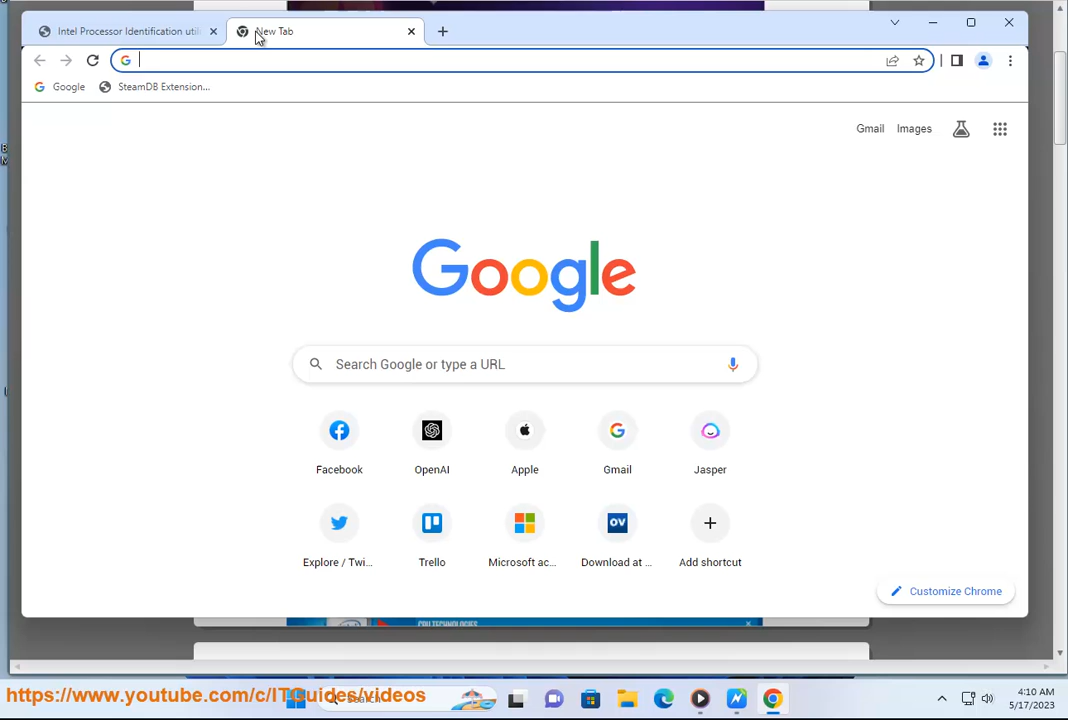 Intel Processor Identification util
New Tab
Google
SteamDB Extension...
Gmail
Images
Google
Search Google or type a URL
Facebook
OpenAI
Apple
Gmail
Jasper
Explore / Twi...
Trello
Microsoft ac...
Download at ...
Add shortcut
Customize Chrome
https://www.youtube.com/c/ITGuides/videos
Search
4:10 AM
5/17/2023